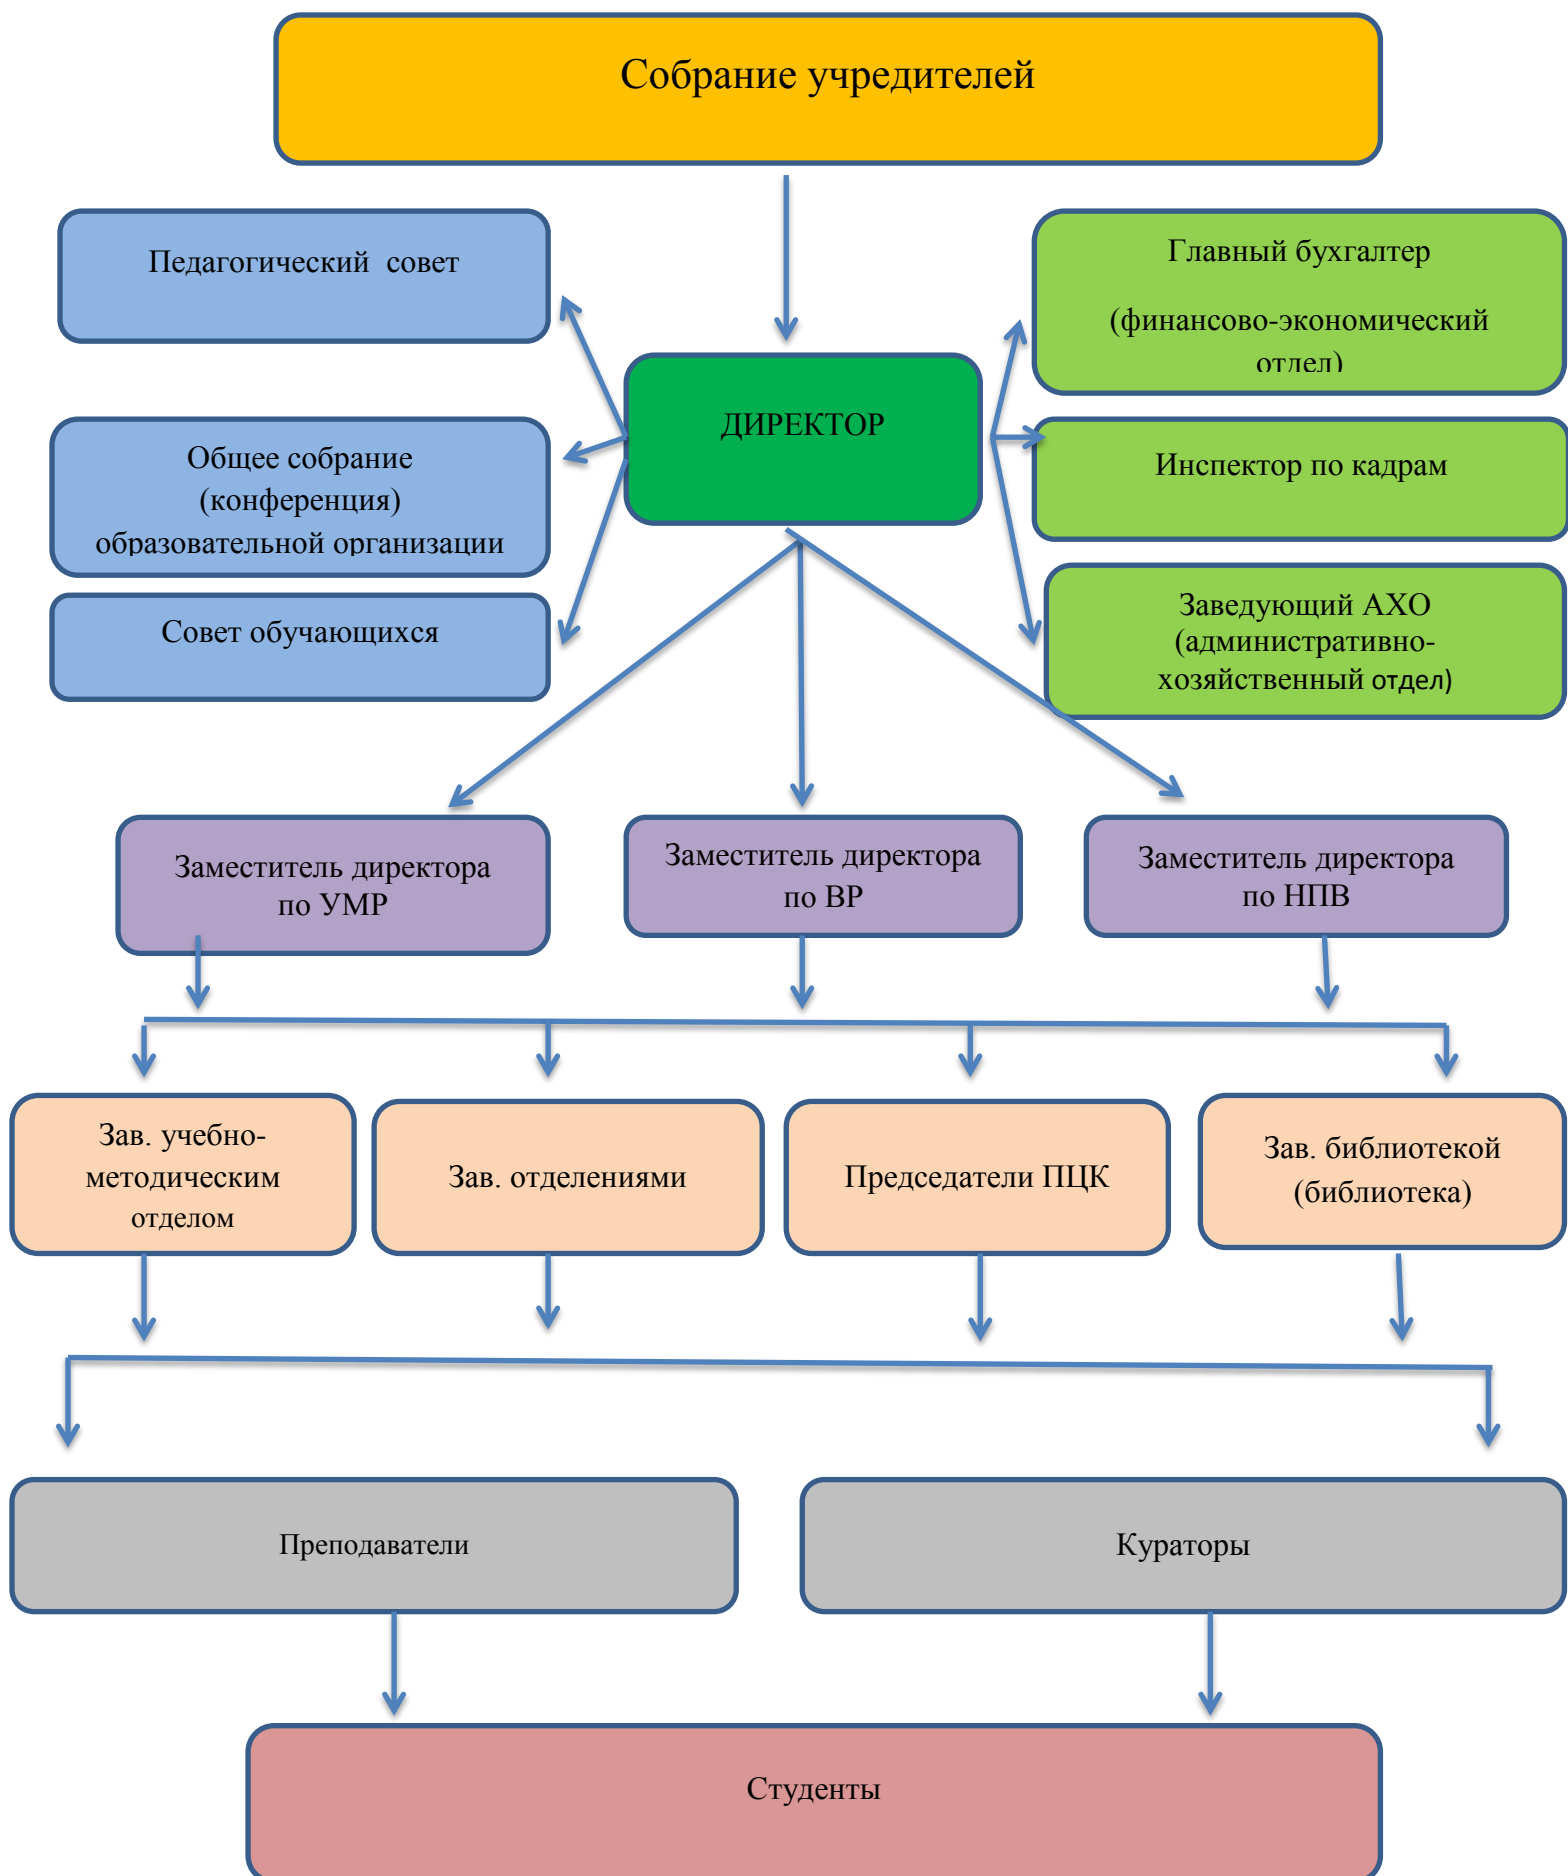 Собрание учредителей
Педагогический совет
Главный бухгалтер
(финансово-экономический
отдел)
ДИРЕКТОР
Общее собрание
(конференция)
образовательной организации
Инспектор по кадрам
Совет обучающихся
Заведующий АХО
(административно-
хозяйственный отдел)
Заместитель директора
по УМР
Заместитель директора
по ВР
Заместитель директора
по НПВ
Зав. учебно-
методическим
отделом
Зав. отделениями
Председатели ПЦК
Зав. библиотекой
(библиотека)
Преподаватели
Кураторы
Студенты